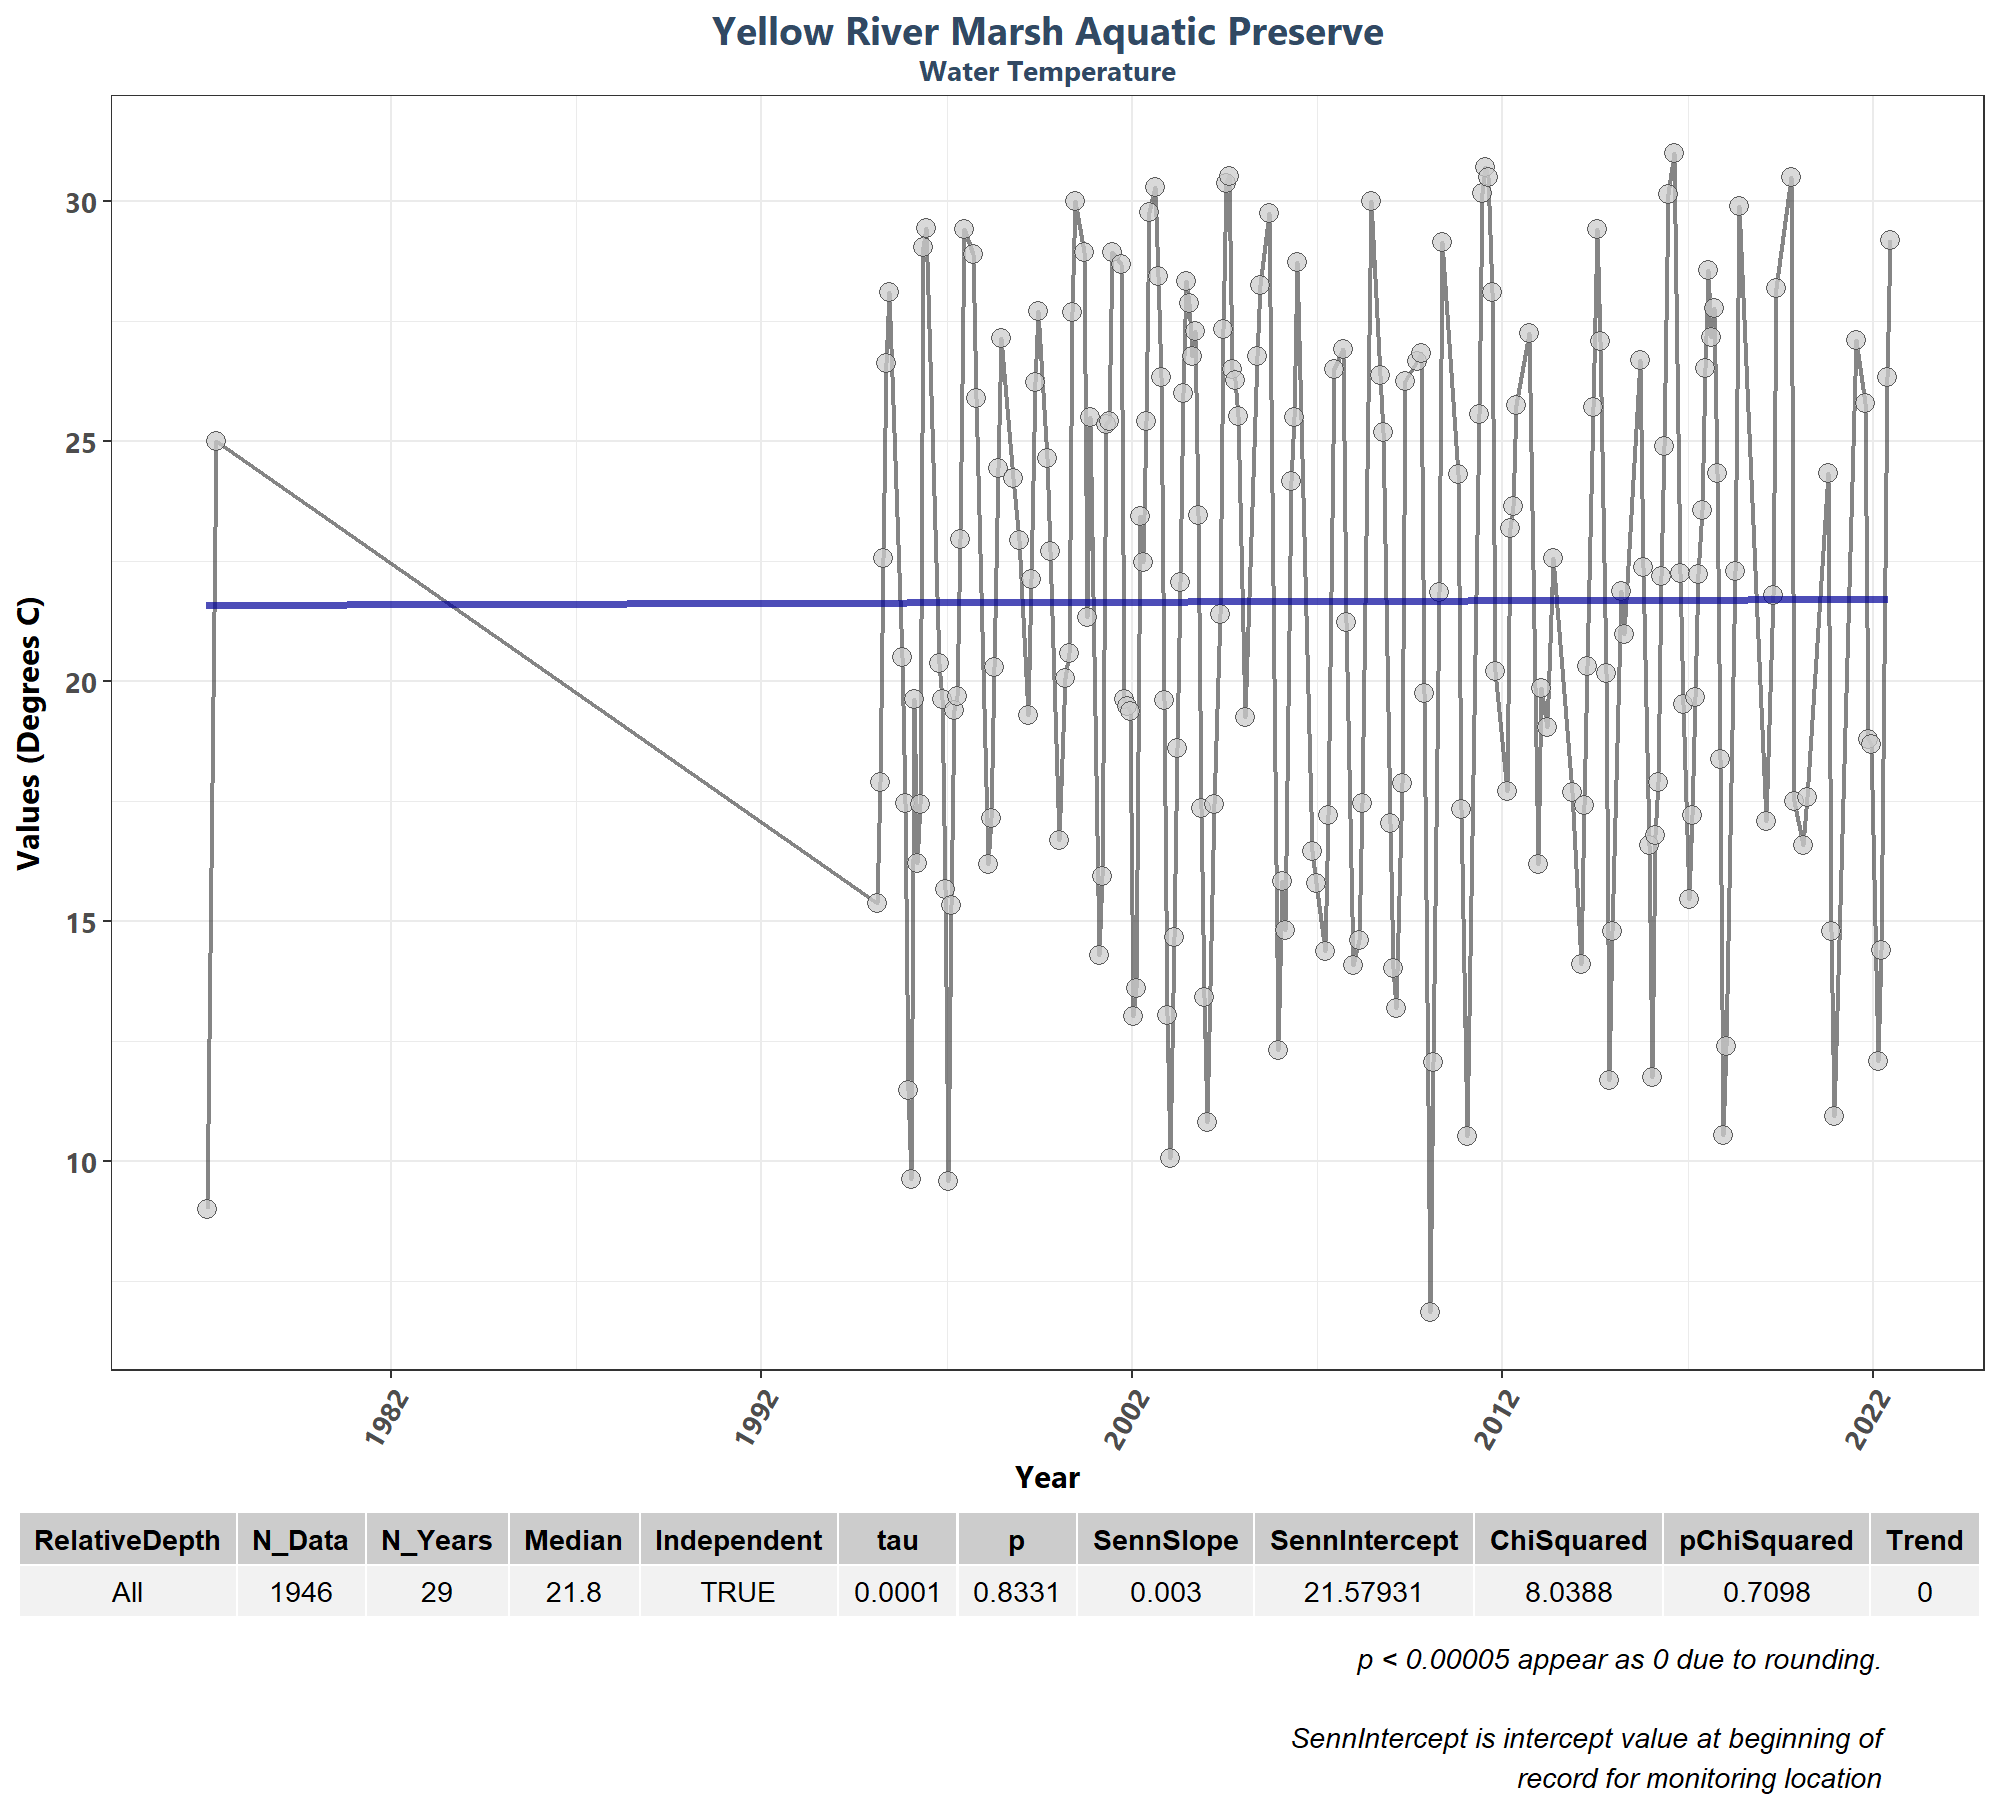 Yellow River Marsh Aquatic Preserve
Water Temperature
Values (Degrees C)
30
25
20
15
10
1982 1992 2002 2012 2022
Year
RelativeDepth N_Data N_Years Median Independent tau p SennSlope SennIntercept ChiSquared pChiSquared Trend
All 1946 29 21.8 TRUE 0.0001 0.8331 0.003 21.57931 8.0388 0.7098 0
p < 0.00005 appear as 0 due to rounding.
SennIntercept is intercept value at beginning of
record for monitoring location